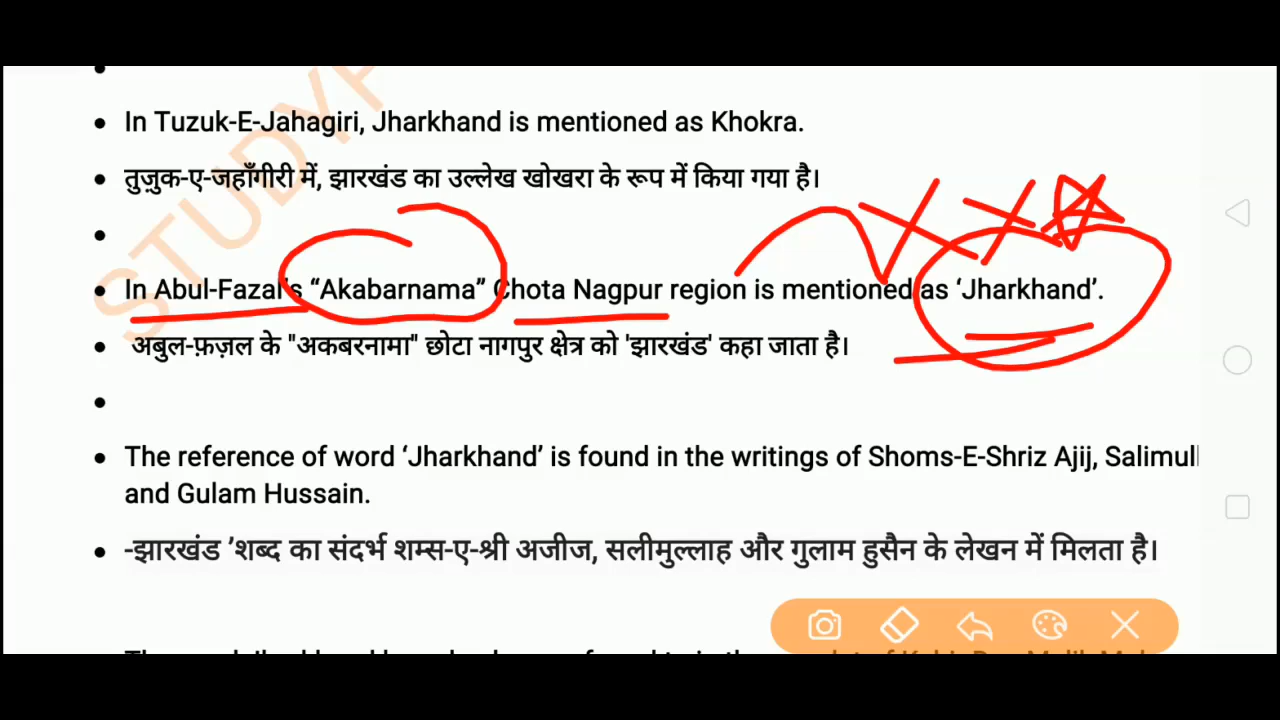 In Tuzuk-E-Jahagiri, Jharkhand is mentioned as Khokra.
तुज़ुक-ए-जहाँगीरी में, झारखंड का उल्लेख खोखरा के रूप में किया गया है।
In Abul-Fazal's “Akabarnama” Chota Nagpur region is mentioned as ‘Jharkhand’.
अबुल-फ़ज़ल के "अकबरनामा" छोटा नागपुर क्षेत्र को 'झारखंड' कहा जाता है।
The reference of word ‘Jharkhand’ is found in the writings of Shoms-E-Shriz Ajij, Salimull
and Gulam Hussain.
-झारखंड ’शब्द का संदर्भ शम्स-ए-श्री अजीज, सलीमुल्लाह और गुलाम हुसैन के लेखन में मिलता है।
STUDYP